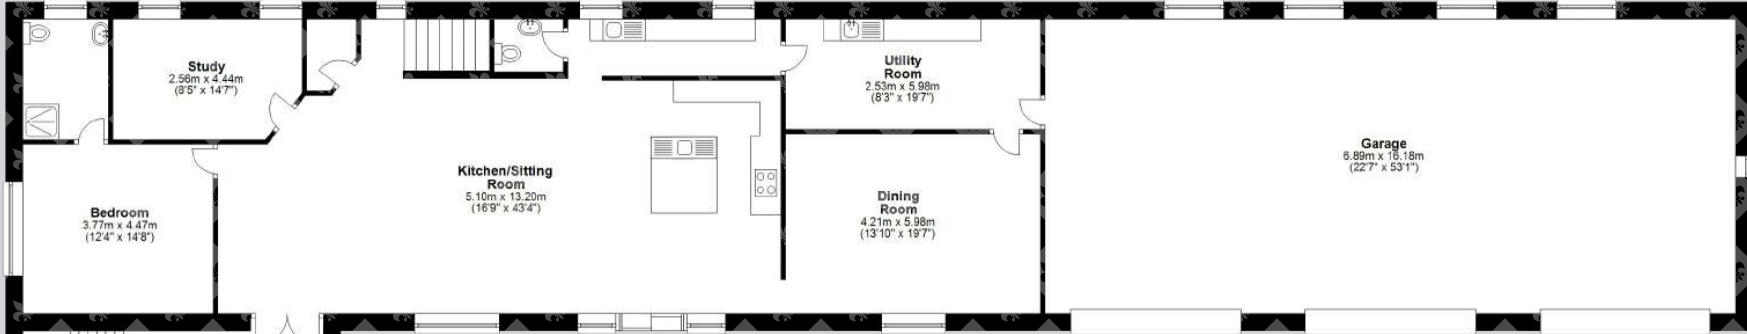 Study
2.56m x 4.44m
(8'5" x 14'7")
Utility
Room
2.53m x 5.98m
(8'3" x 19'7")
Garage
6.89m x 16.18m
(22'7" x 53'1")
Kitchen/Sitting
Room
5.10m x 13.20m
(16'9" x 43'4")
Bedroom
3.77m x 4.47m
(12'4" x 14'8")
Dining
Room
4.21m x 5.98m
(13'10" x 19'7")